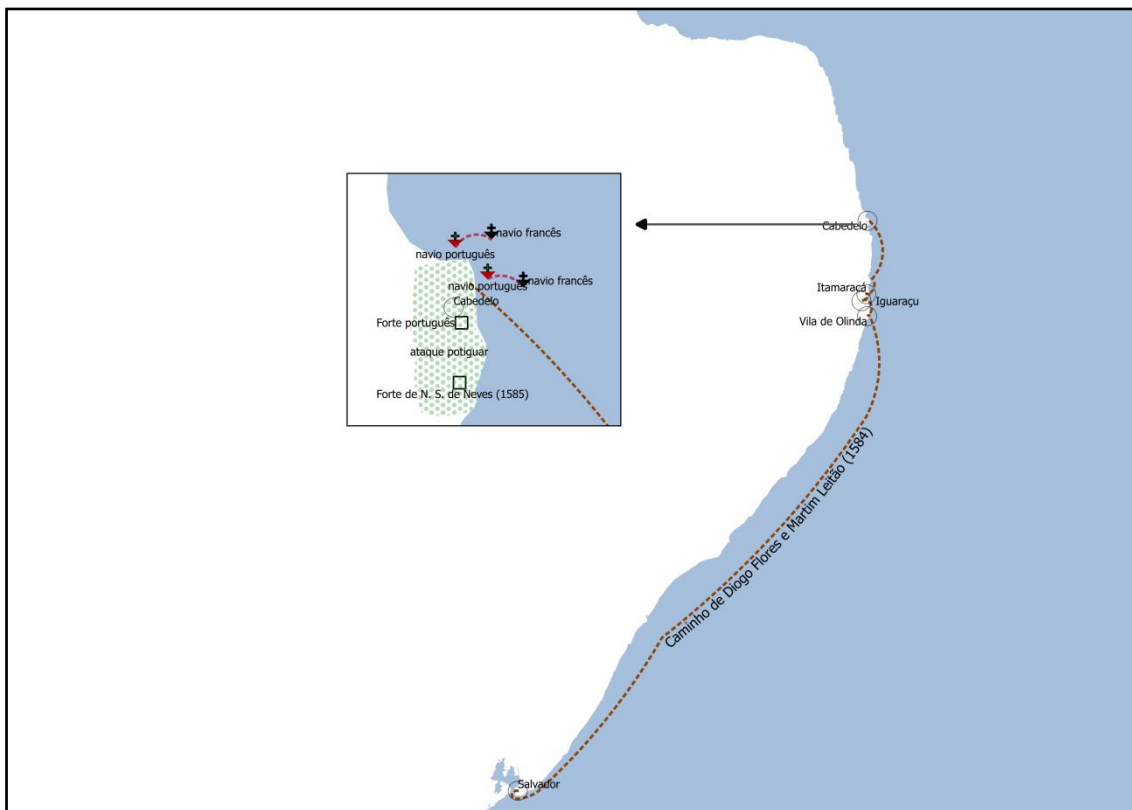 navio francês
navio português
navio francês
navio português
Cabedelo
Forte português
ataque potiguar
Forte de N. S. de Neves (1585)
Cabedelo
Itamaracá
Iguaraçu
Vila de Olinda
Caminho de Diogo Flores e Martim Leitão (1584)
Salvador